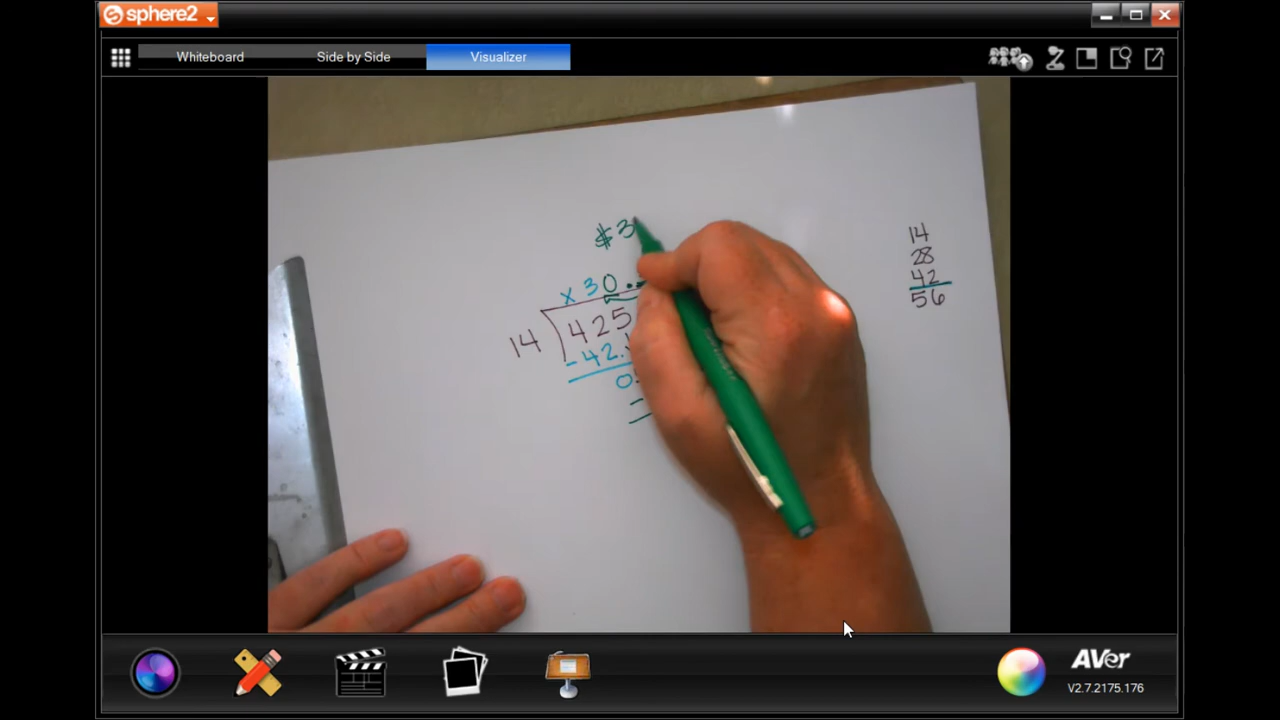 sphere2
Whiteboard
Side by Side
Visualizer
$3
x 30.
14 425
-42.
0
14
28
42
56
AVer
V2.7.2175.176